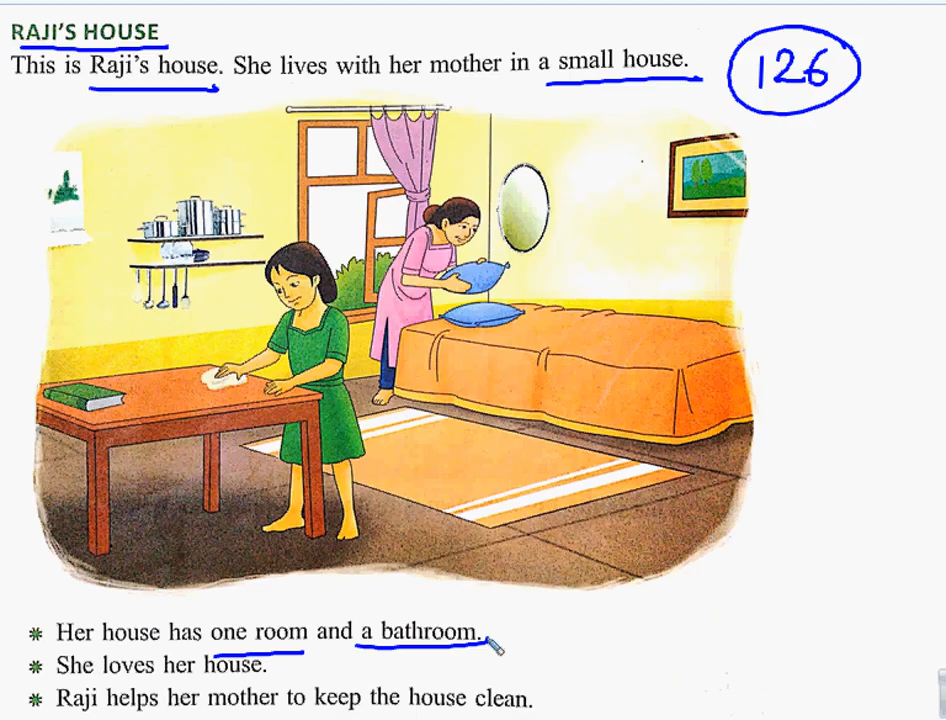 RAJI'S HOUSE
This is Raji's house. She lives with her mother in a small house.
126
* Her house has one room and a bathroom.
* She loves her house.
* Raji helps her mother to keep the house clean.